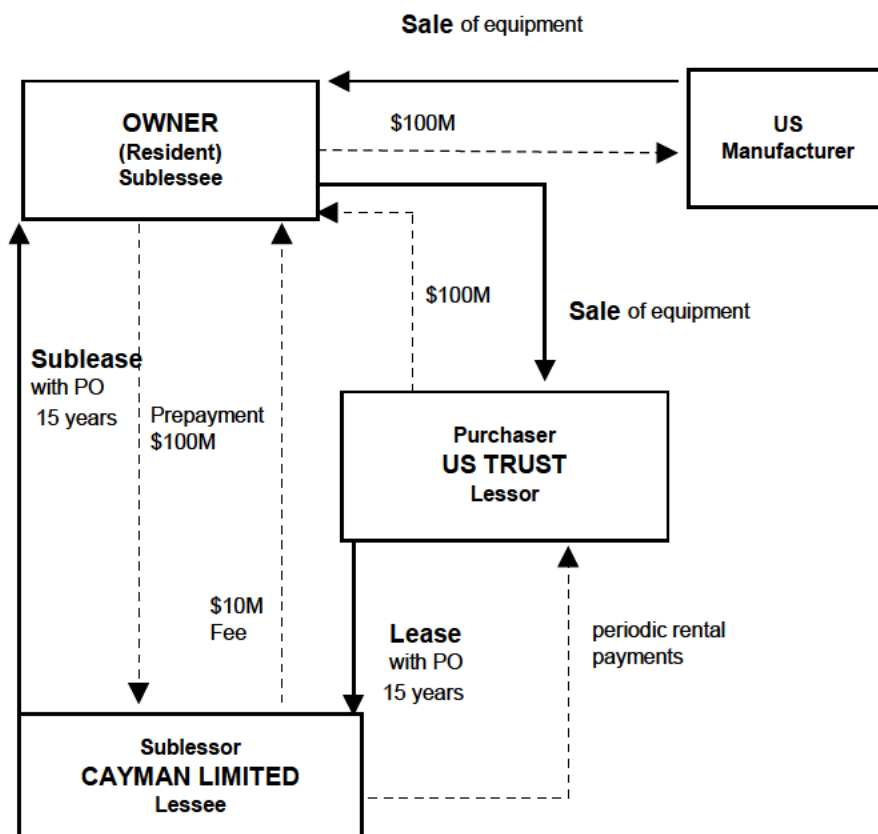 Sale of equipment
OWNER
(Resident)
Sublessee
$100M
US
Manufacturer
$100M
Sale of equipment
Sublease
with PO
15 years
Prepayment
$100M
Purchaser
US TRUST
Lessor
$10M
Fee
Lease
with PO
15 years
periodic rental
payments
Sublessor
CAYMAN LIMITED
Lessee